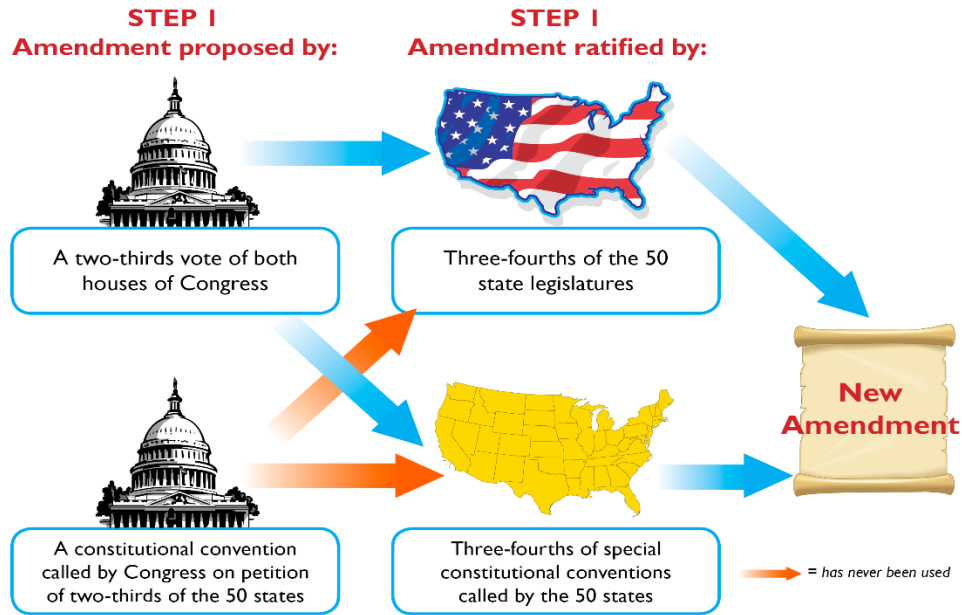 STEP 1
Amendment proposed by:
STEP 1
Amendment ratified by:
A two-thirds vote of both
houses of Congress
Three-fourths of the 50
state legislatures
New
Amendment
A constitutional convention
called by Congress on petition
of two-thirds of the 50 states
Three-fourths of special
constitutional conventions
called by the 50 states
= has never been used